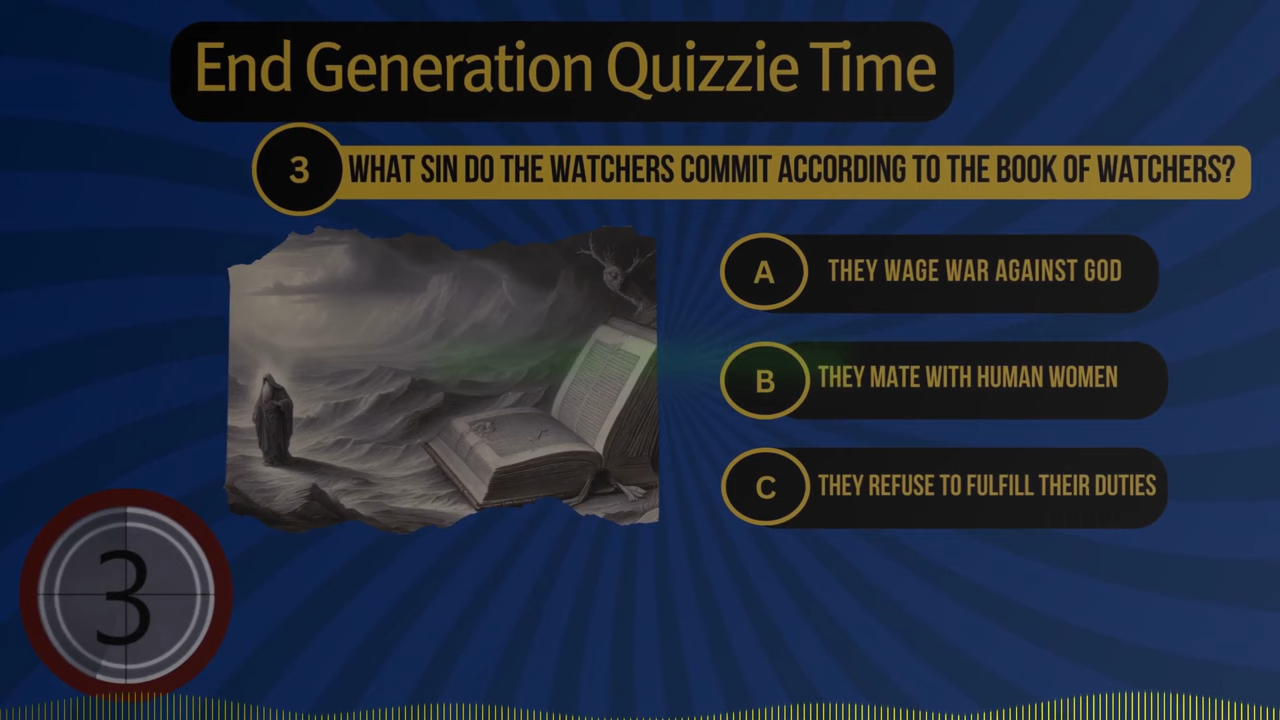 End Generation Quizzie Time
3 WHAT SIN DO THE WATCHERS COMMIT ACCORDING TO THE BOOK OF WATCHERS?
A THEY WAGE WAR AGAINST GOD
B THEY MATE WITH HUMAN WOMEN
C THEY REFUSE TO FULFILL THEIR DUTIES
3